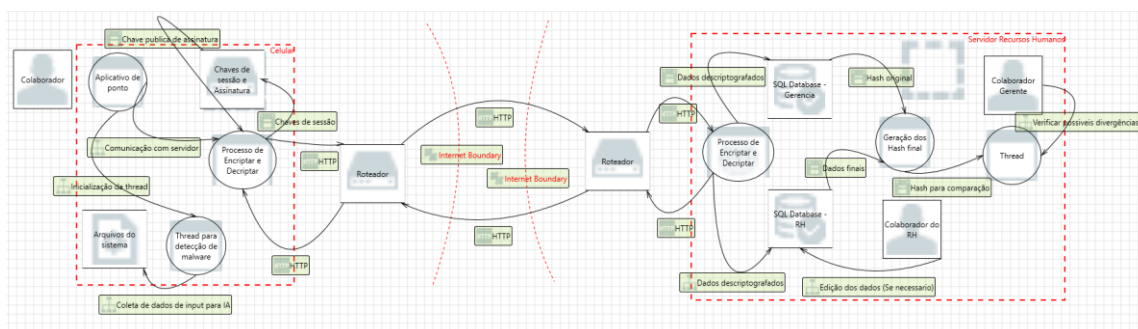 Chave publica de assinatura
Celular
Colaborador
Aplicativo de
ponto
Chaves de
sessão e
Assinatura
Chaves de sessão
Comunicação com servidor
Processo de
Encriptar e
Decriptar
HTTP
Inicialização da thread
Arquivos do
sistema
Thread para
detecção de
malware
HTTP
Coleta de dados de input para IA
Roteador
HTTP
Internet Boundary
Internet Boundary
HTTP
Roteador
HTTP
HTTP
Servidor Recursos Humanos
Dados descriptografados
SQL Database -
Gerencia
Hash original
Colaborador
Gerente
Verificar possiveis divergências
Processo de
Encriptar e
Decriptar
Geração dos
Hash final
Thread
Dados finais
Hash para comparação
SQL Database -
RH
Colaborador do
RH
Dados descriptografados
Edição dos dados (Se necessario)